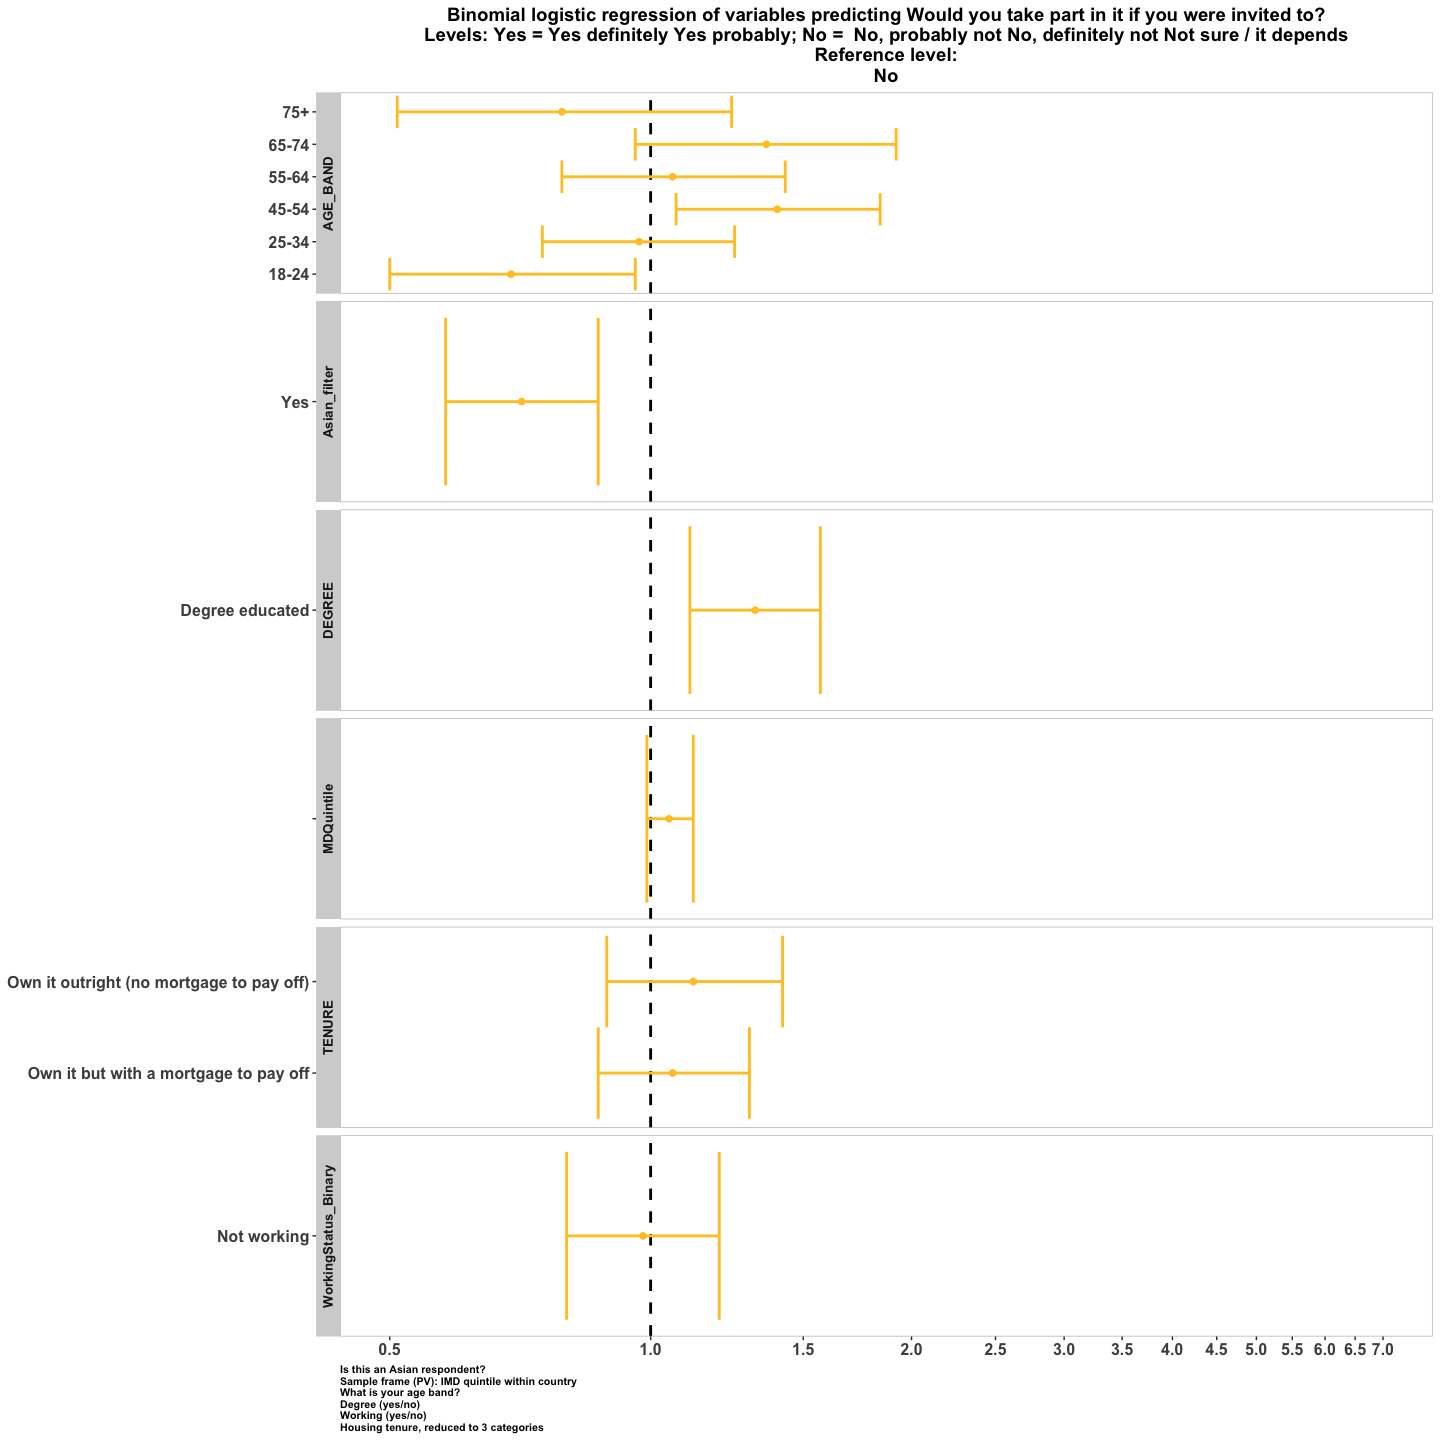 Binomial logistic regression of variables predicting Would you take part in it if you were invited to?
Levels: Yes = Yes definitely Yes probably; No =  No, probably not No, definitely not Not sure / it depends
Reference level:
No
AGE_BAND
75+
65-74
55-64
45-54
25-34
18-24
Asian_filter
Yes
DEGREE
Degree educated
MDQuintile
TENURE
Own it outright (no mortgage to pay off)
Own it but with a mortgage to pay off
WorkingStatus_Binary
Not working
0.5 1.0 1.5 2.0 2.5 3.0 3.5 4.0 4.5 5.0 5.5 6.0 6.5 7.0
Is this an Asian respondent?
Sample frame (PV): IMD quintile within country
What is your age band?
Degree (yes/no)
Working (yes/no)
Housing tenure, reduced to 3 categories